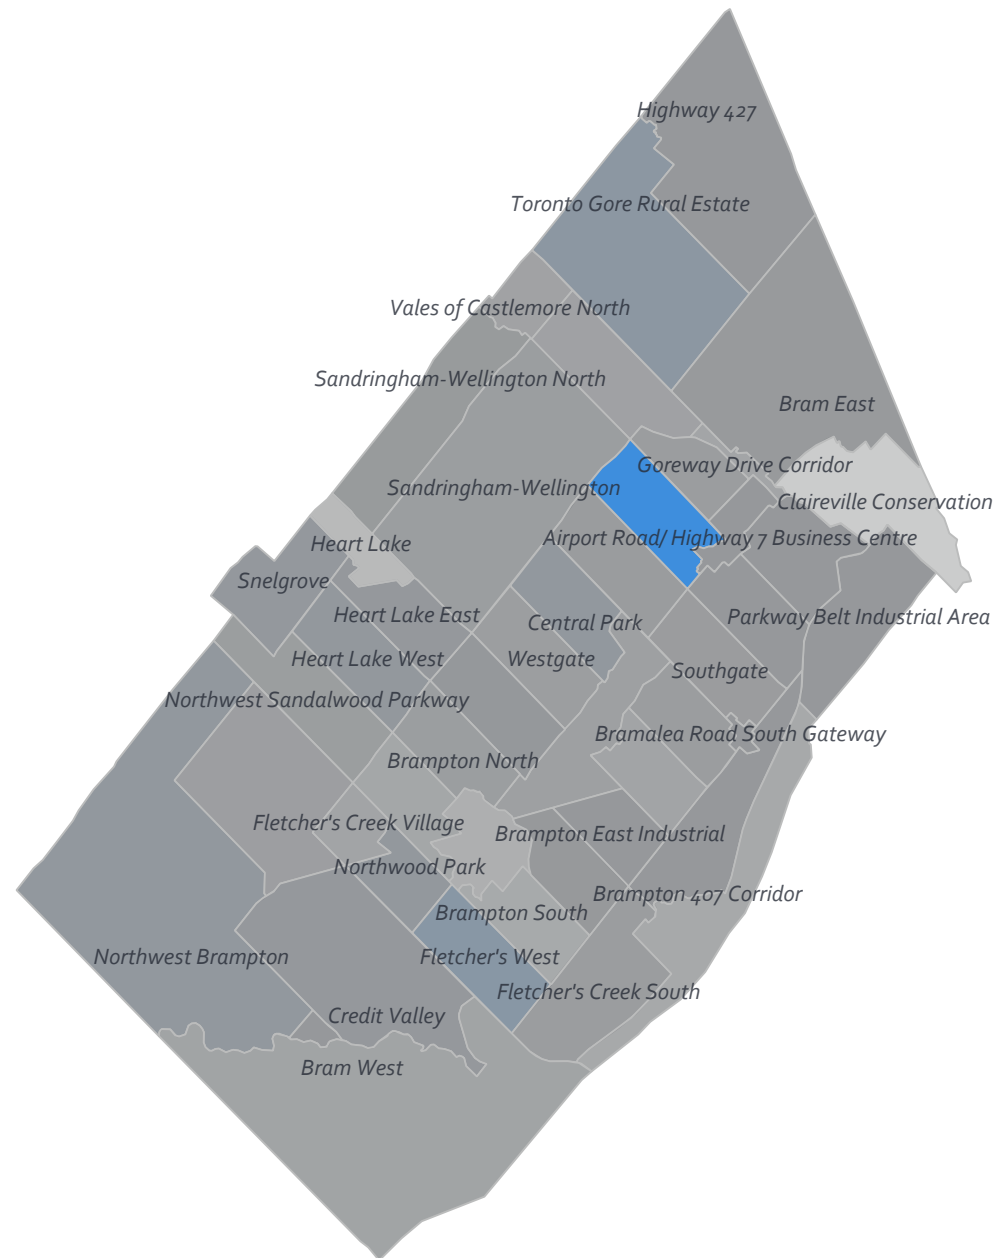 Highway 427
Toronto Gore Rural Estate
Vales of Castlemore North
Sandringham-Wellington North
Bram East
Goreway Drive Corridor
Sandringham-Wellington
Claireville Conservation
Airport Road/ Highway 7 Business Centre
Heart Lake
Snelgrove
Heart Lake East
Central Park
Parkway Belt Industrial Area
Heart Lake West
Westgate
Southgate
Northwest Sandalwood Parkway
Bramalea Road South Gateway
Brampton North
Fletcher's Creek Village
Brampton East Industrial
Northwood Park
Brampton 407 Corridor
Brampton South
Northwest Brampton
Fletcher's West
Fletcher's Creek South
Credit Valley
Bram West